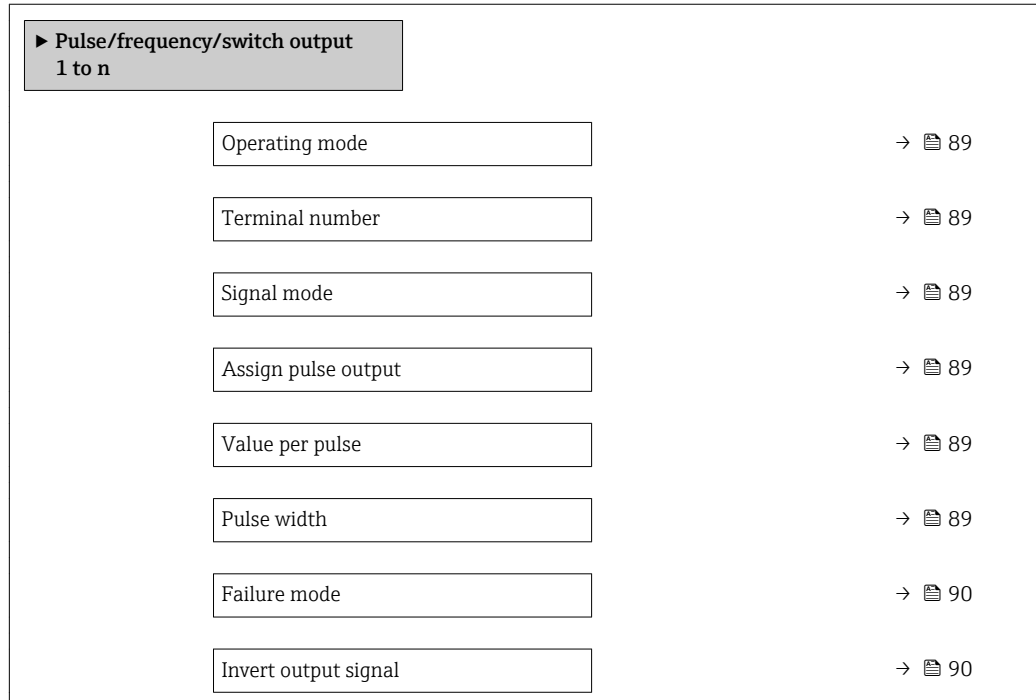 ▶ Pulse/frequency/switch output
1 to n
Operating mode → 89
Terminal number → 89
Signal mode → 89
Assign pulse output → 89
Value per pulse → 89
Pulse width → 89
Failure mode → 90
Invert output signal → 90